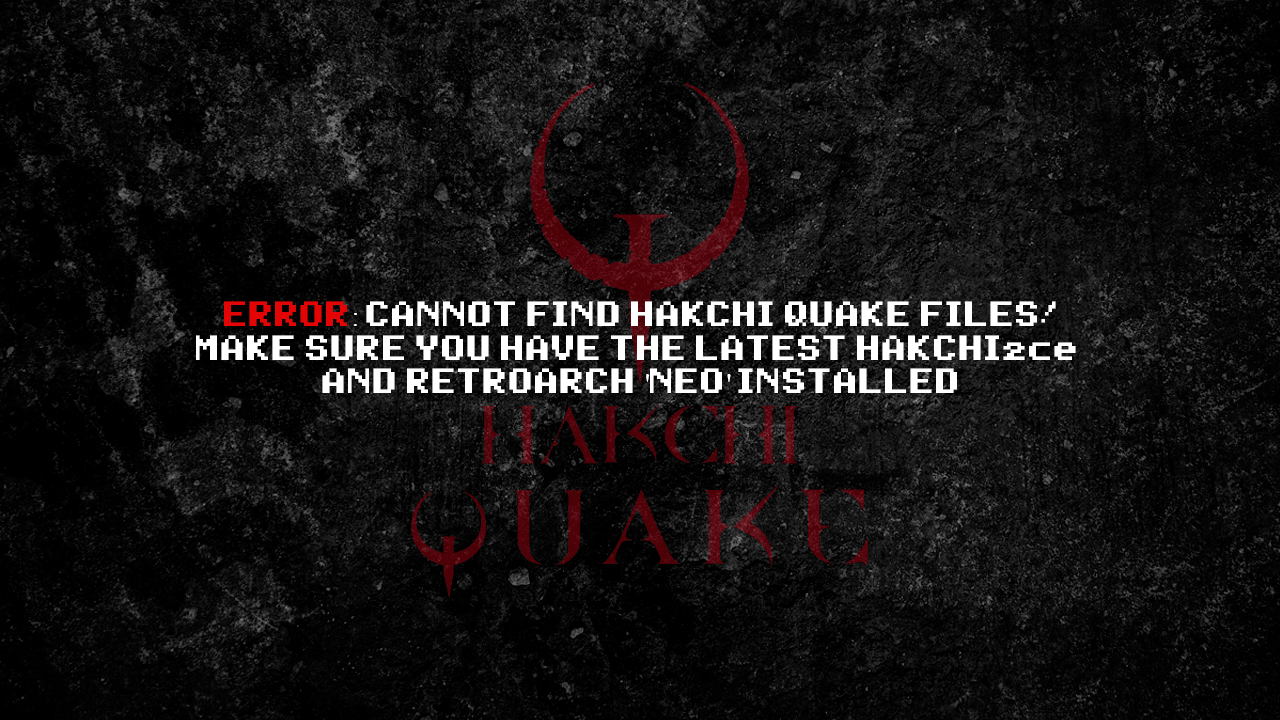 ERROR: CANNOT FIND HAKCHI QUAKE FILES/
MAKE SURE YOU HAVE THE LATEST HAKCHI2ce
AND RETROARCH 'NEO' INSTALLED
HAKCHI
QUAKE